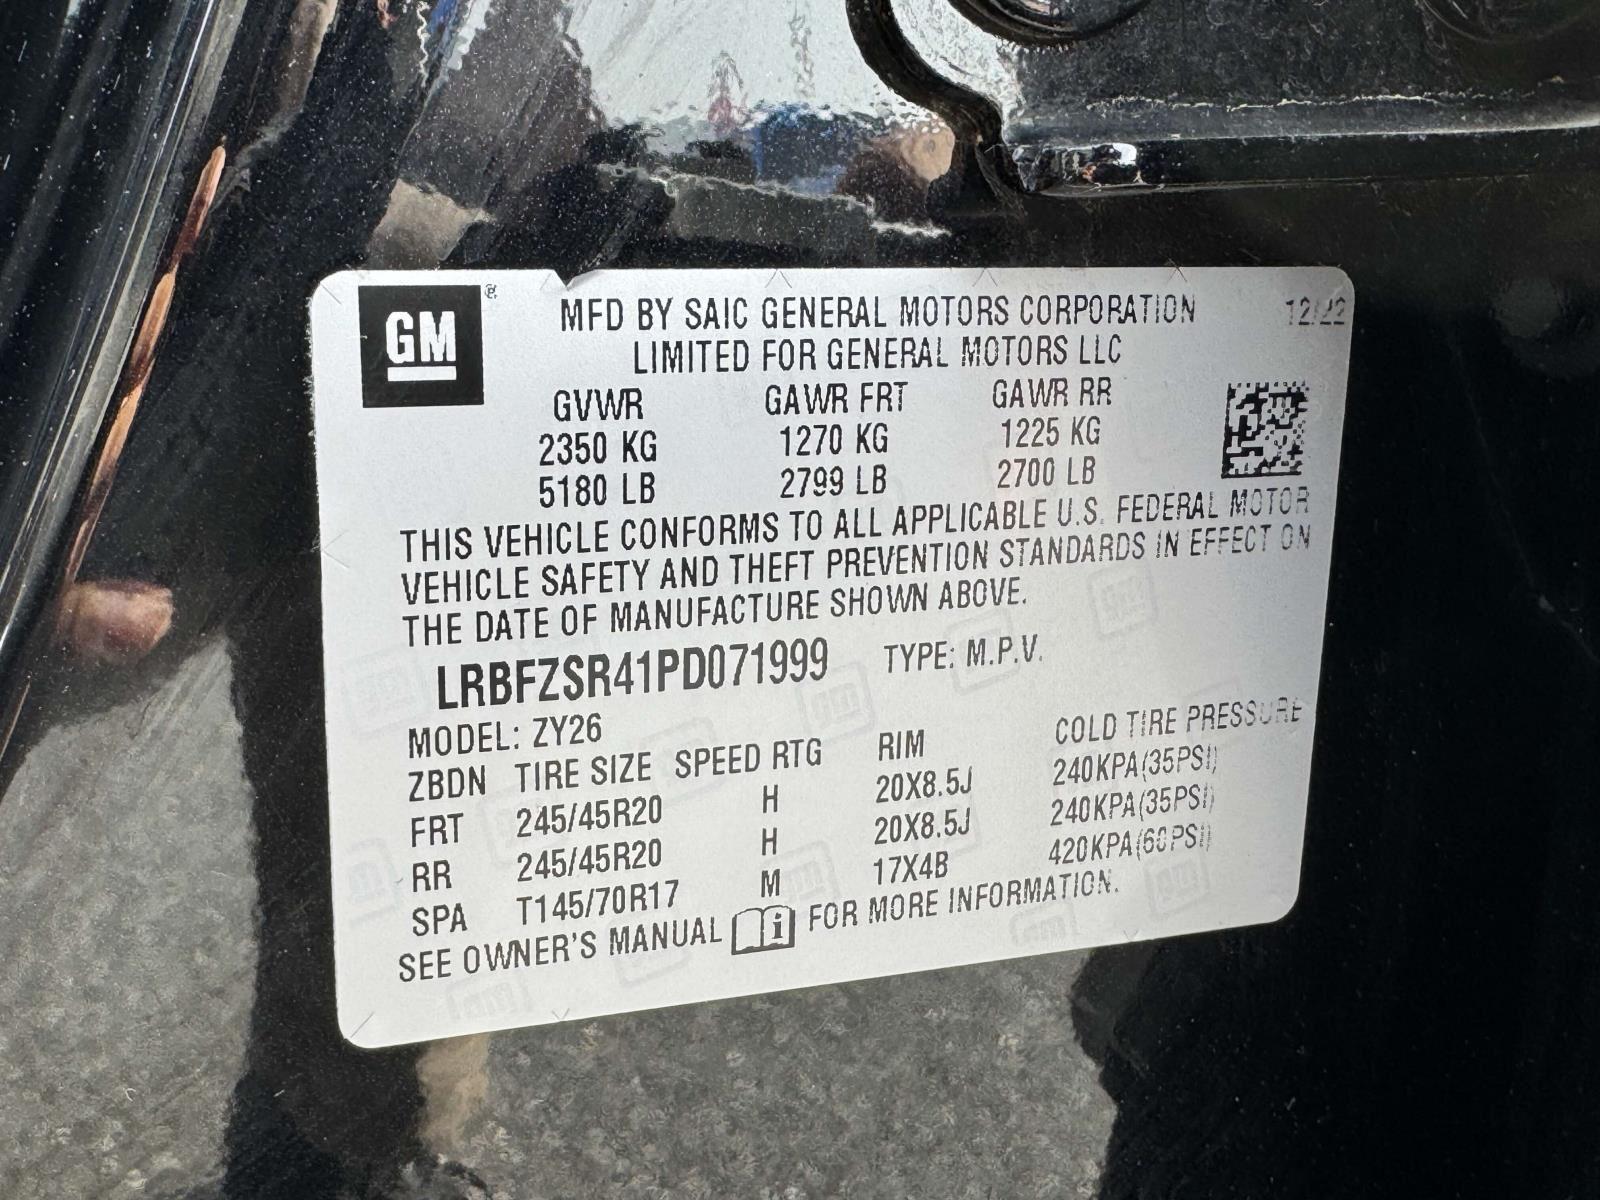 GM
MFD BY SAIC GENERAL MOTORS CORPORATION 12/22
LIMITED FOR GENERAL MOTORS LLC
GVWR GAWR FRT GAWR RR
2350 KG 1270 KG 1225 KG
5180 LB 2799 LB 2700 LB
THIS VEHICLE CONFORMS TO ALL APPLICABLE U.S. FEDERAL MOTOR
VEHICLE SAFETY AND THEFT PREVENTION STANDARDS IN EFFECT ON
THE DATE OF MANUFACTURE SHOWN ABOVE.
LRBFZSR41PD071999 TYPE: M.P.V.
MODEL: ZY26
ZBDN TIRE SIZE SPEED RTG RIM COLD TIRE PRESSURE
FRT 245/45R20 H 20X8.5J 240KPA(35PSI)
RR 245/45R20 H 20X8.5J 240KPA(35PSI)
SPA T145/70R17 M 17X4B 420KPA(60PSI)
SEE OWNER'S MANUAL i FOR MORE INFORMATION.